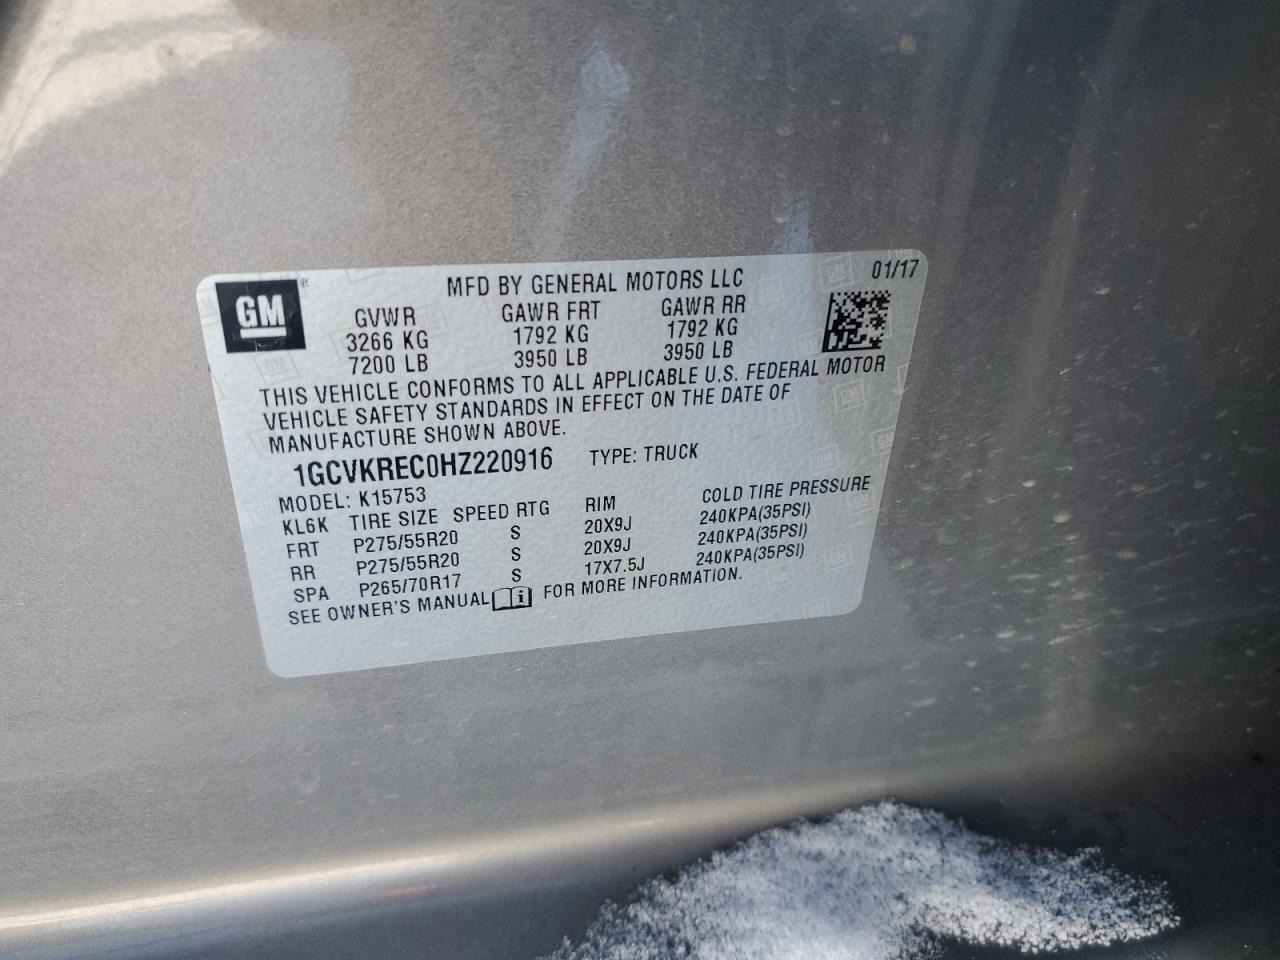 GM
MFD BY GENERAL MOTORS LLC 01/17
GVWR GAWR FRT GAWR RR
3266 KG 1792 KG 1792 KG
7200 LB 3950 LB 3950 LB
THIS VEHICLE CONFORMS TO ALL APPLICABLE U.S. FEDERAL MOTOR
VEHICLE SAFETY STANDARDS IN EFFECT ON THE DATE OF
MANUFACTURE SHOWN ABOVE.
1GCVKREC0HZ220916 TYPE: TRUCK
MODEL: K15753
KL6K TIRE SIZE SPEED RTG RIM COLD TIRE PRESSURE
FRT P275/55R20 S 20X9J 240KPA(35PSI)
RR P275/55R20 S 20X9J 240KPA(35PSI)
SPA P265/70R17 S 17X7.5J 240KPA(35PSI)
SEE OWNER'S MANUAL FOR MORE INFORMATION.